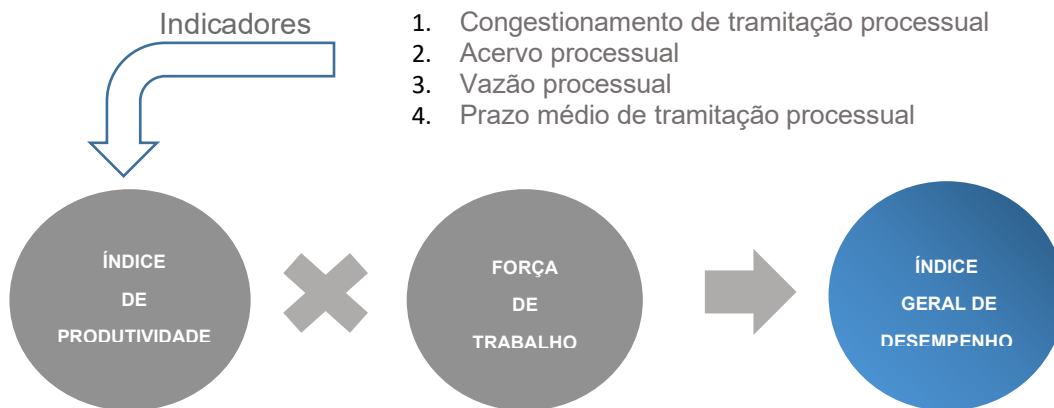 Indicadores
1. Congestionamento de tramitação processual
2. Acervo processual
3. Vazão processual
4. Prazo médio de tramitação processual
ÍNDICE
DE
PRODUTIVIDADE
FORÇA
DE
TRABALHO
ÍNDICE
GERAL DE
DESEMPENHO